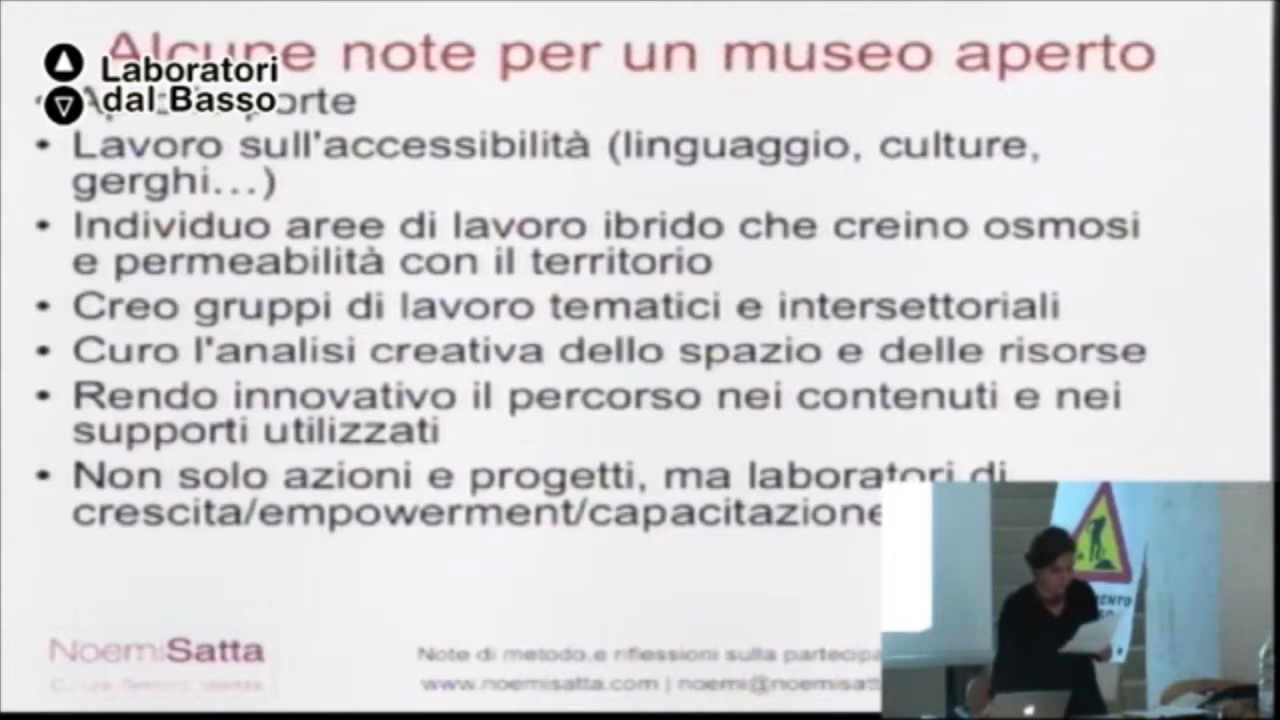 Alcune note per un museo aperto
Laboratori
dal Basso
• Lavoro sull'accessibilità (linguaggio, culture,
gerghi...)
• Individuo aree di lavoro ibrido che creino osmosi
e permeabilità con il territorio
• Creo gruppi di lavoro tematici e intersettoriali
• Curo l'analisi creativa dello spazio e delle risorse
• Rendo innovativo il percorso nei contenuti e nei
supporti utilizzati
• Non solo azioni e progetti, ma laboratori di
crescita/empowerment/capacitazione
NoemiSatta
Note di metodo e riflessioni sulla
www.noemisatta.com |